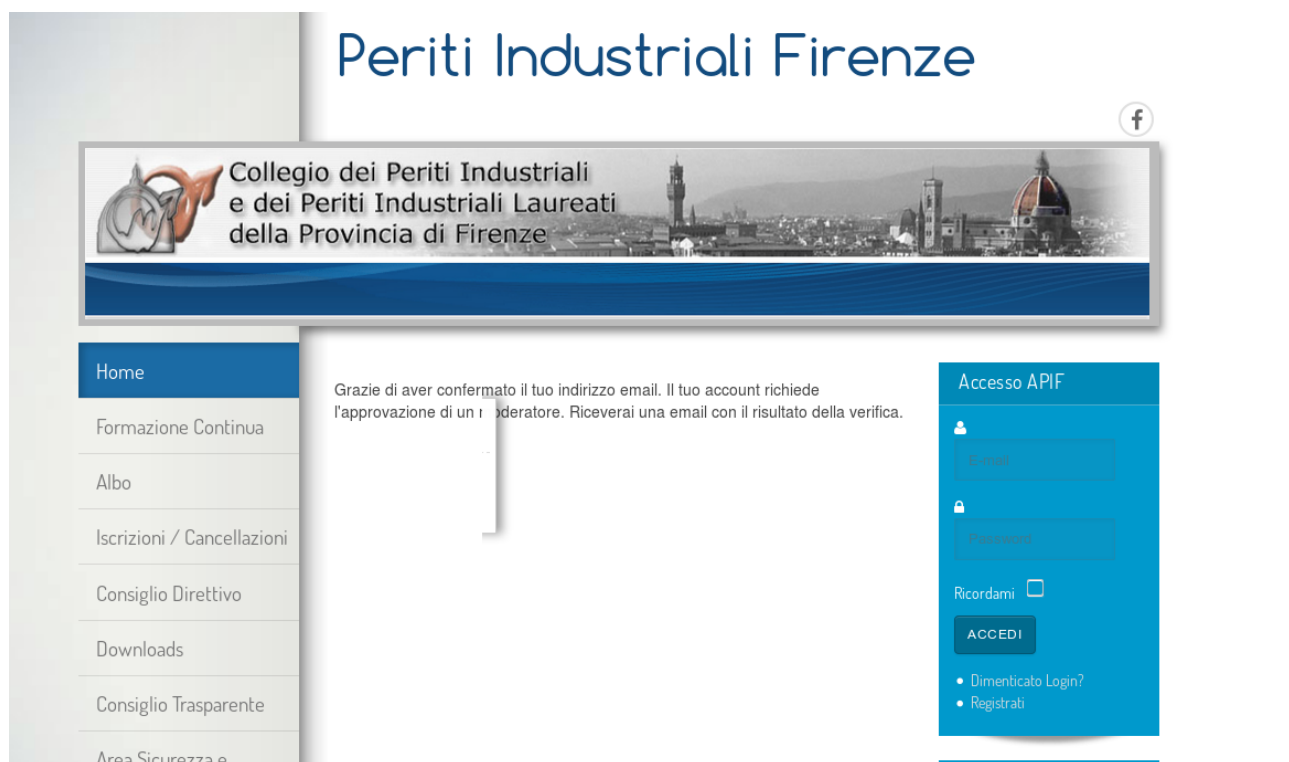 Periti Industriali Firenze
Collegio dei Periti Industriali
e dei Periti Industriali Laureati
della Provincia di Firenze
Home
Formazione Continua
Albo
Iscrizioni / Cancellazioni
Consiglio Direttivo
Downloads
Consiglio Trasparente
Area Sicurezza e
Grazie di aver confermato il tuo indirizzo email. Il tuo account richiede
l'approvazione di un moderatore. Riceverai una email con il risultato della verifica.
Accesso APIF
E-mail
Password
Ricordami
ACCEDI
Dimenticato Login?
Registrati